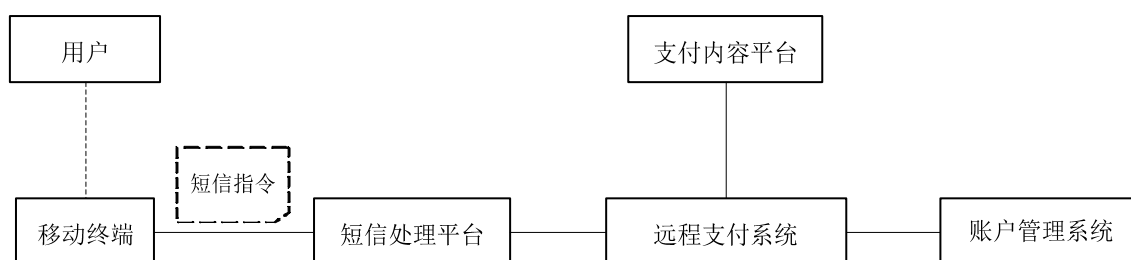 用户
支付内容平台
短信指令
移动终端
短信处理平台
远程支付系统
账户管理系统